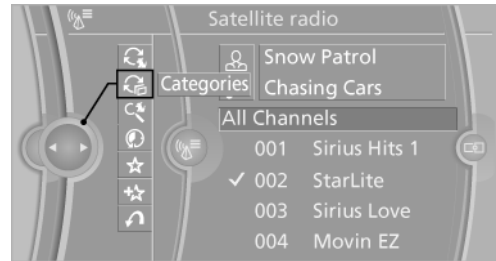 Satellite radio
Snow Patrol
Categories
Chasing Cars
All Channels
001 Sirius Hits 1
002 StarLite
003 Sirius Love
004 Movin EZ